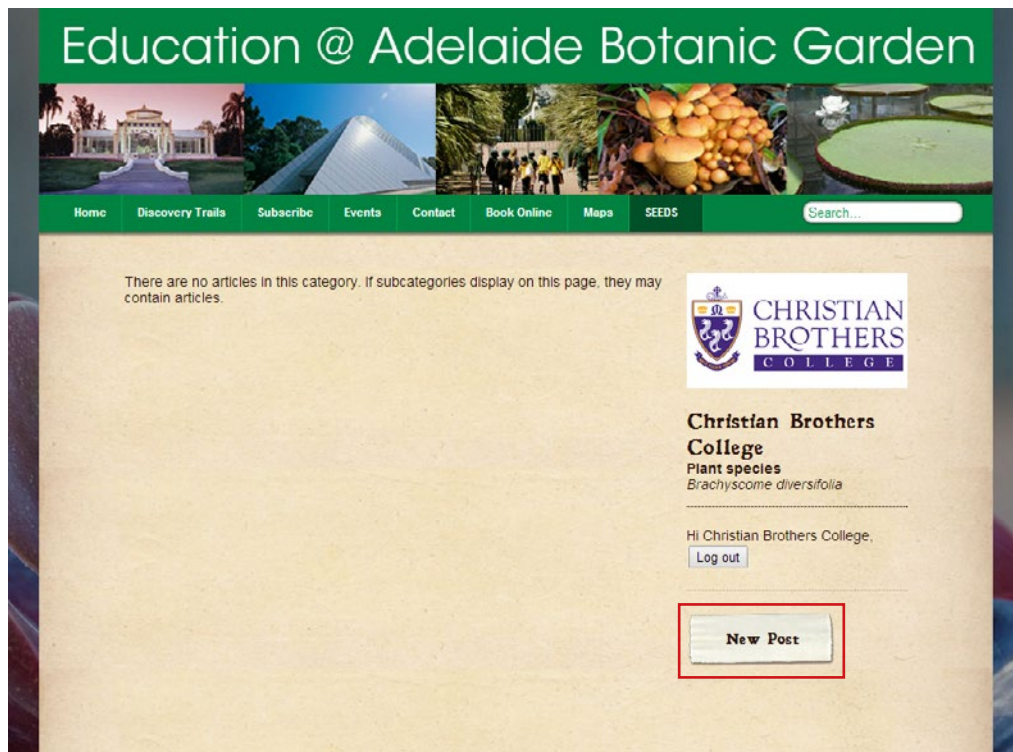 Education @ Adelaide Botanic Garden
Home Discovery Trails Subscribe Events Contact Book Online Maps SEEDS Search...
There are no articles in this category. If subcategories display on this page, they may
contain articles.
CHRISTIAN
BROTHERS
COLLEGE
Christian Brothers
College
Plant species
Brachyscome diversifolia
Hi Christian Brothers College,
Log out
New Post